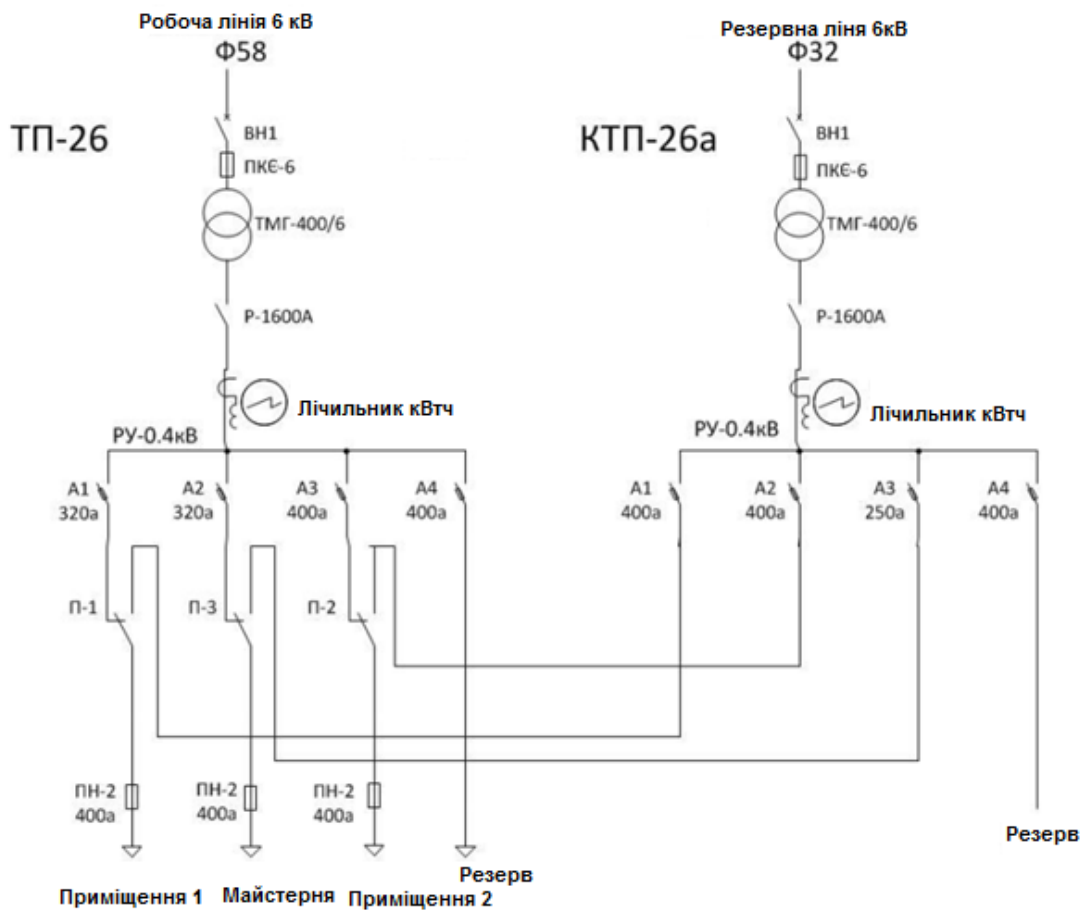 Робоча лінія 6 кВ
Ф58
Резервна ліня 6кВ
Ф32
ТП-26
ВН1
ПКЄ-6
ТМГ-400/6
Р-1600А
Лічильник кВтч
РУ-0.4кВ
А1
320а
А2
320а
А3
400а
А4
400а
П-1
П-3
П-2
ПН-2
400а
ПН-2
400а
ПН-2
400а
Приміщення 1
Майстерня
Приміщення 2
Резерв
КТП-26а
ВН1
ПКЄ-6
ТМГ-400/6
Р-1600А
Лічильник кВтч
РУ-0.4кВ
А1
400а
А2
400а
А3
250а
А4
400а
Резерв